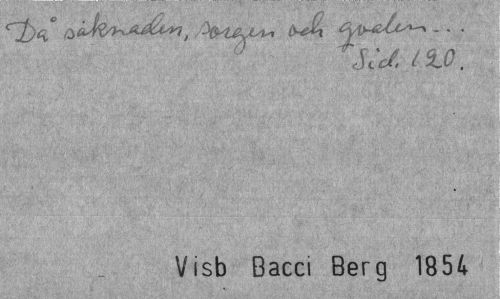 Då saknaden, sorgen och qvalen...
Sid. 120.
Visb Bacci Berg 1854